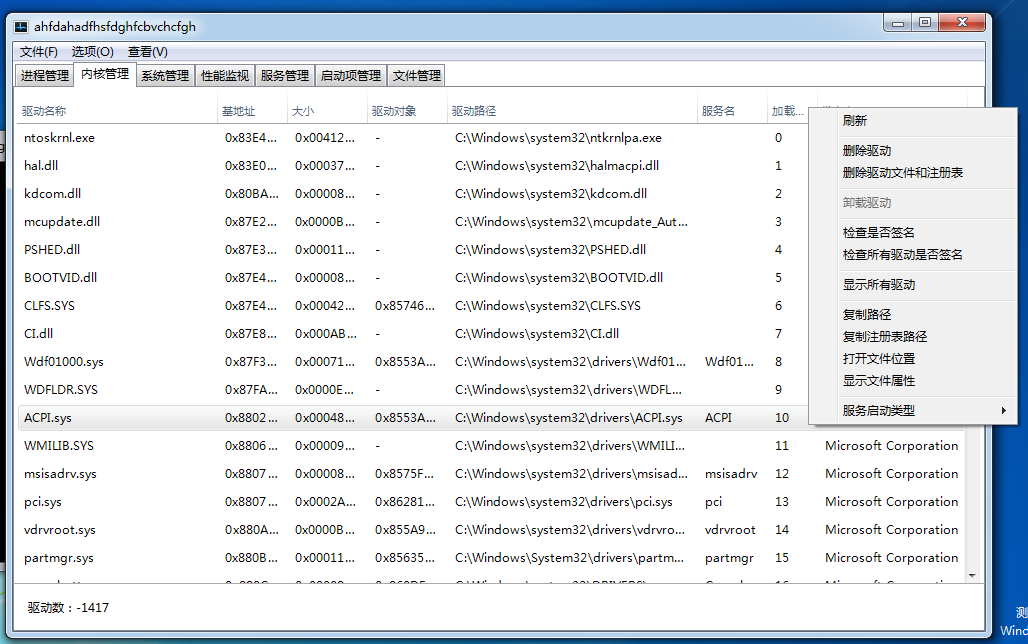 ahfdahadfhsfdghfcbvchcfgh
文件(F) 选项(O) 查看(V)
进程管理 内核管理 系统管理 性能监视 服务管理 启动项管理 文件管理
驱动名称 基地址 大小 驱动对象 驱动路径 服务名 加载...
ntoskrnl.exe 0x83E4... 0x00412... - C:\Windows\system32\ntkrnlpa.exe 0
hal.dll 0x83E0... 0x00037... - C:\Windows\system32\halmacpi.dll 1
kdcom.dll 0x80BA... 0x00008... - C:\Windows\system32\kdcom.dll 2
mcupdate.dll 0x87E2... 0x0000B... - C:\Windows\system32\mcupdate_Aut... 3
PSHED.dll 0x87E3... 0x00011... - C:\Windows\system32\PSHED.dll 4
BOOTVID.dll 0x87E4... 0x00008... - C:\Windows\system32\BOOTVID.dll 5
CLFS.SYS 0x87E4... 0x00042... 0x85746... C:\Windows\system32\CLFS.SYS 6
CI.dll 0x87E8... 0x000AB... - C:\Windows\system32\CI.dll 7
Wdf01000.sys 0x87F3... 0x00071... 0x8553A... C:\Windows\system32\drivers\Wdf01... Wdf01... 8
WDFLDR.SYS 0x87FA... 0x0000E... - C:\Windows\system32\drivers\WDFL... 9
ACPI.sys 0x8802... 0x00048... 0x8553A... C:\Windows\system32\drivers\ACPI.sys ACPI 10
WMILIB.SYS 0x8806... 0x00009... - C:\Windows\system32\drivers\WMILI... 11 Microsoft Corporation
msisadrv.sys 0x8807... 0x00008... 0x8575F... C:\Windows\system32\drivers\msisad... msisadrv 12 Microsoft Corporation
pci.sys 0x8807... 0x0002A... 0x86281... C:\Windows\system32\drivers\pci.sys pci 13 Microsoft Corporation
vdrvroot.sys 0x880A... 0x0000B... 0x855A9... C:\Windows\system32\drivers\vdrvro... vdrvroot 14 Microsoft Corporation
partmgr.sys 0x880B... 0x00011... 0x85635... C:\Windows\System32\drivers\partm... partmgr 15 Microsoft Corporation
驱动数：-1417
刷新
删除驱动
删除驱动文件和注册表
卸载驱动
检查是否签名
检查所有驱动是否签名
显示所有驱动
复制路径
复制注册表路径
打开文件位置
显示文件属性
服务启动类型
测
Wind